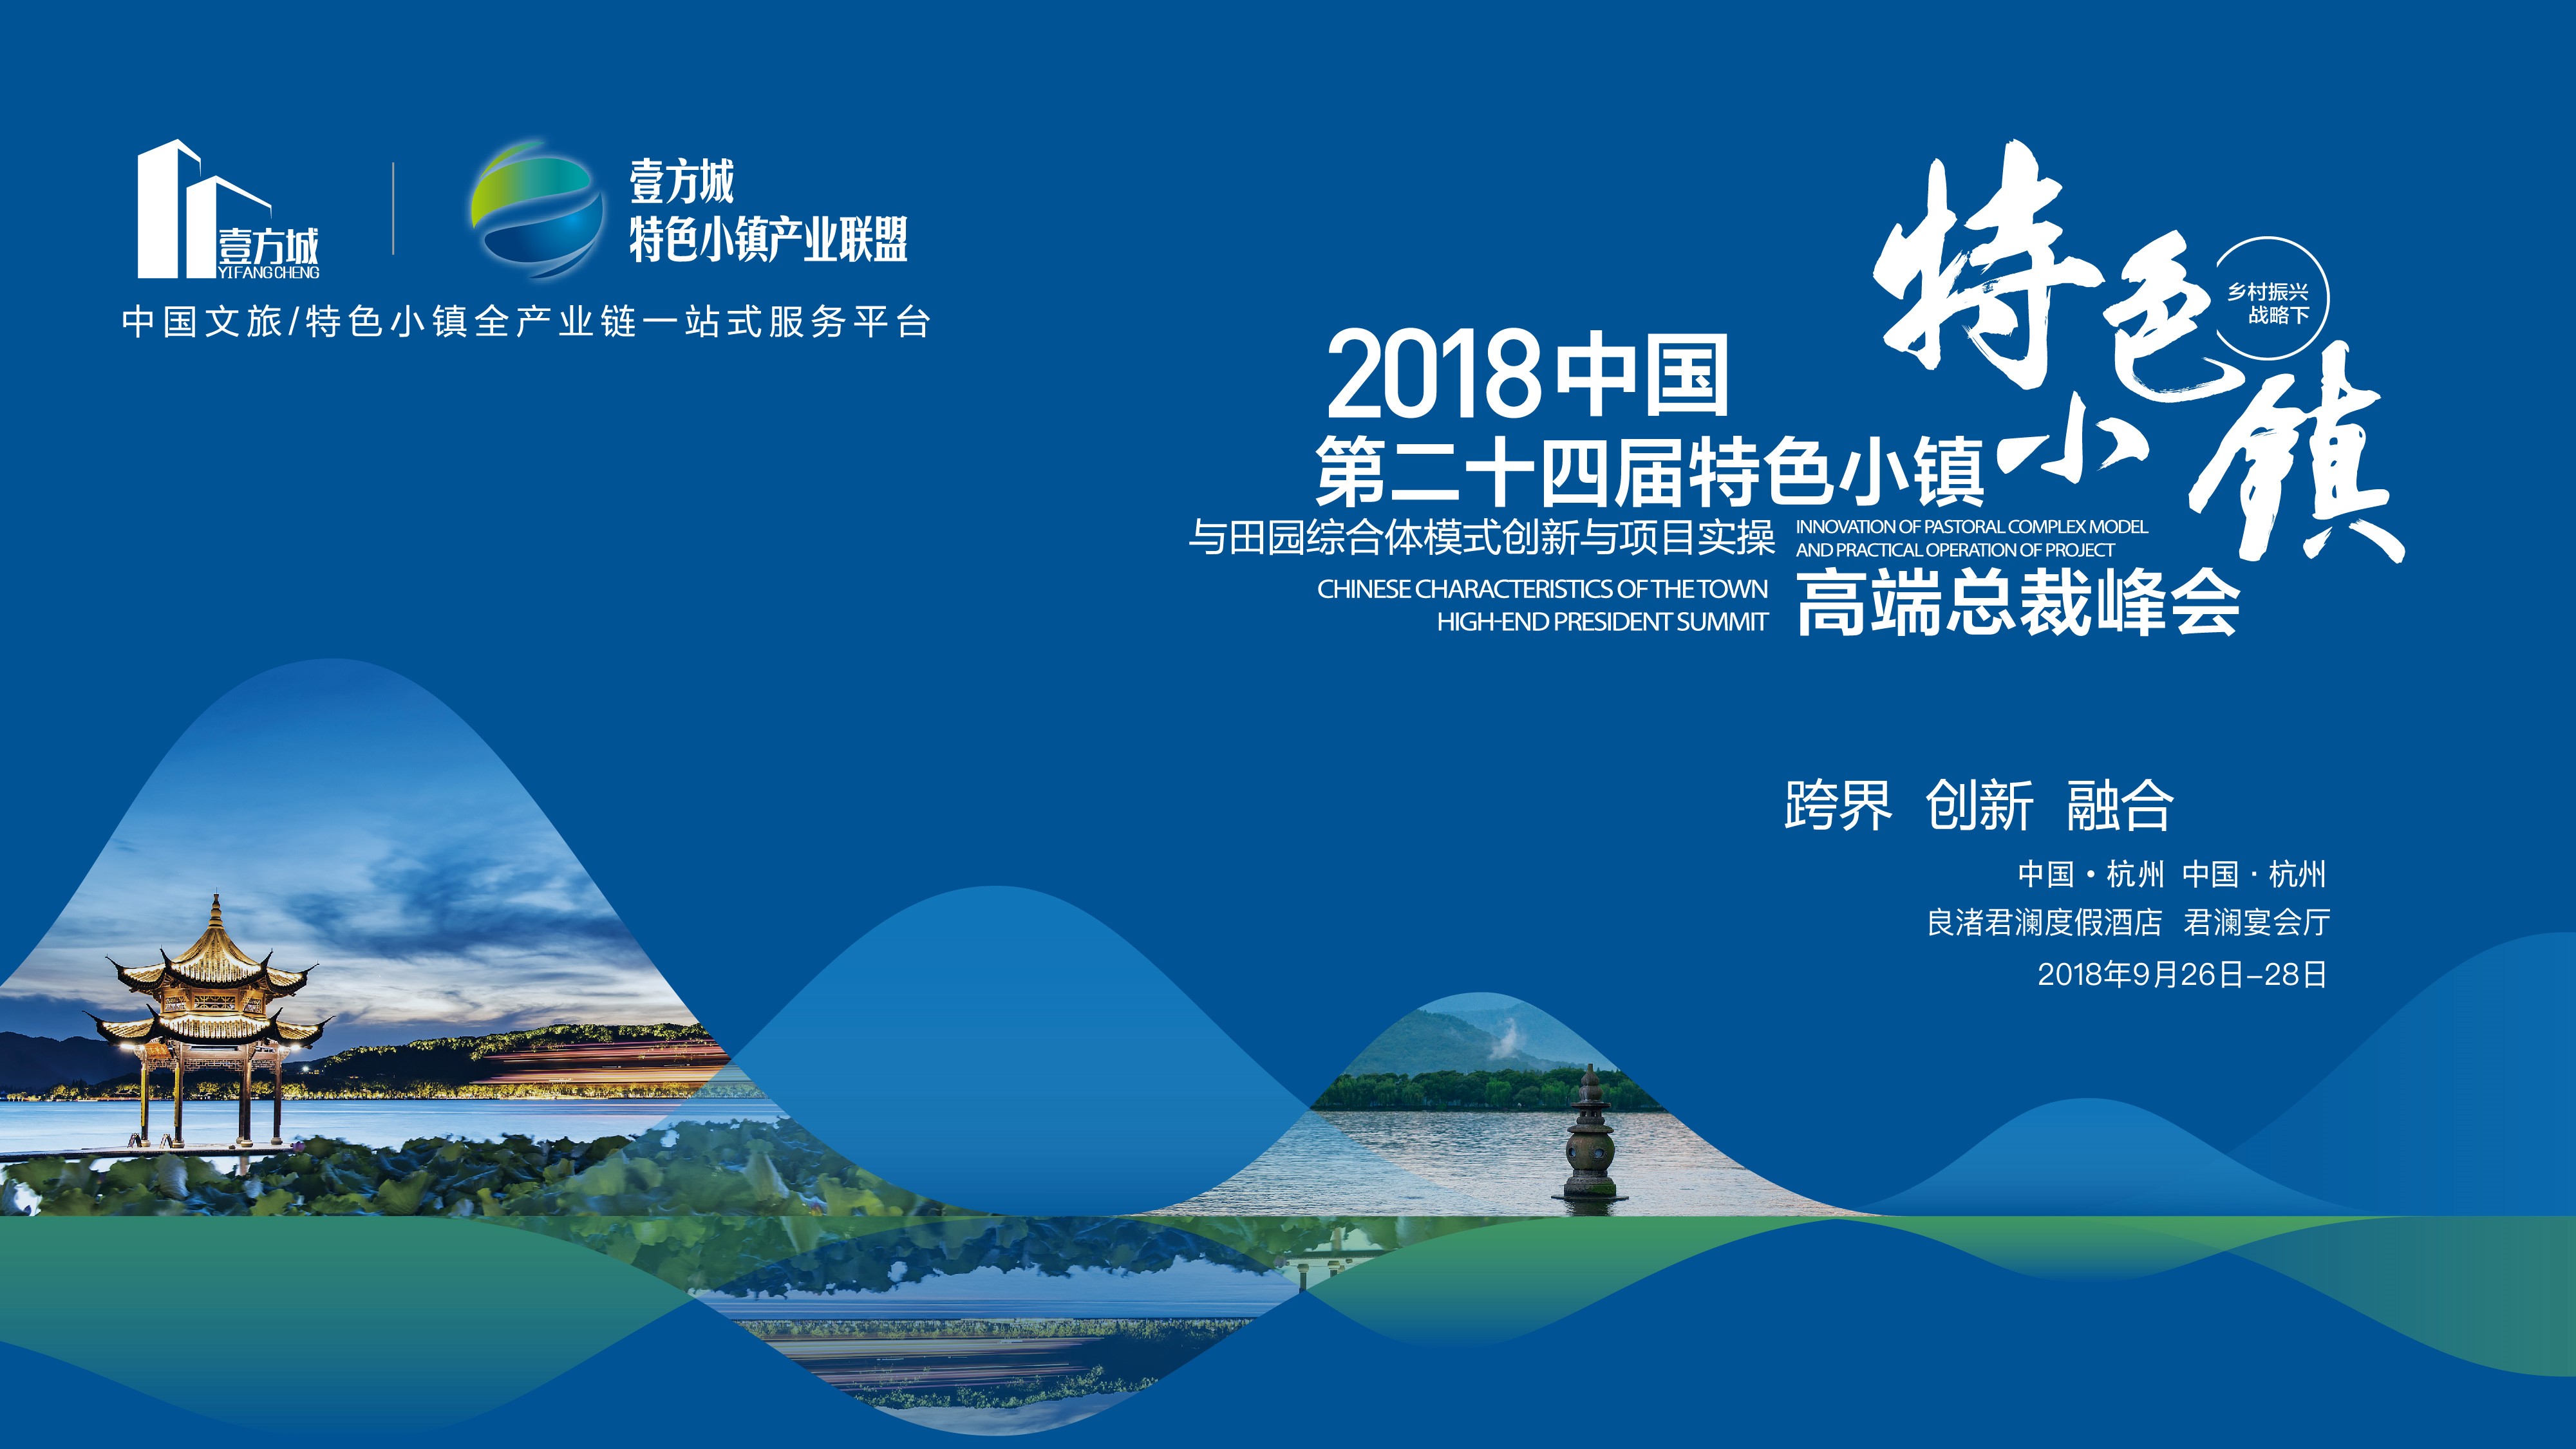 壹方城
YIFANG CHENG
壹方城
特色小镇产业联盟
中国文旅/特色小镇全产业链一站式服务平台
特色小镇
乡村振兴
战略下
2018中国
第二十四届特色小镇
与田园综合体模式创新与项目实操
INNOVATION OF PASTORAL COMPLEX MODEL
AND PRACTICAL OPERATION OF PROJECT
CHINESE CHARACTERISTICS OF THE TOWN
HIGH-END PRESIDENT SUMMIT
高端总裁峰会
跨界 创新 融合
中国·杭州 中国·杭州
良渚君澜度假酒店 君澜宴会厅
2018年9月26日-28日